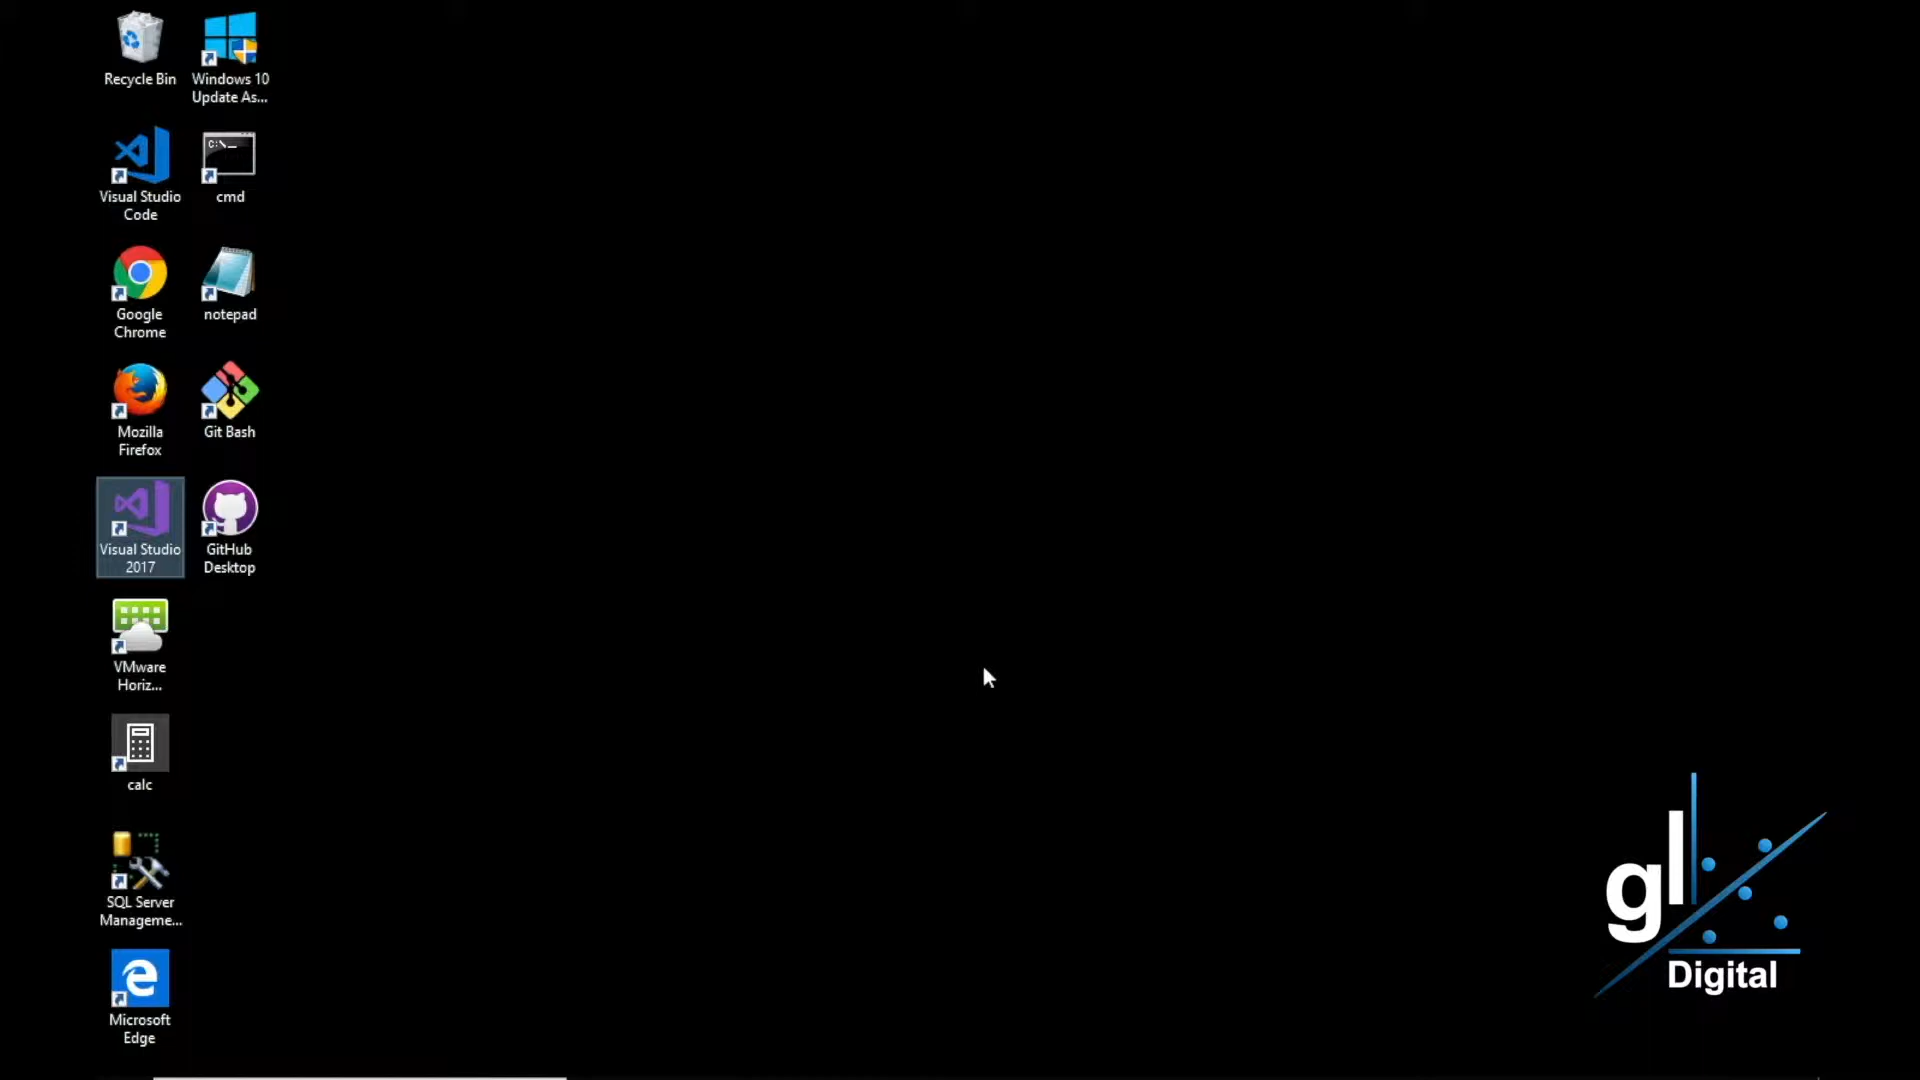 Recycle Bin
Windows 10
Update As...
Visual Studio
Code
C:\_
cmd
Google
Chrome
notepad
Mozilla
Firefox
Git Bash
Visual Studio
2017
GitHub
Desktop
VMware
Horiz...
calc
SQL Server
Manageme...
Microsoft
Edge
gl
Digital